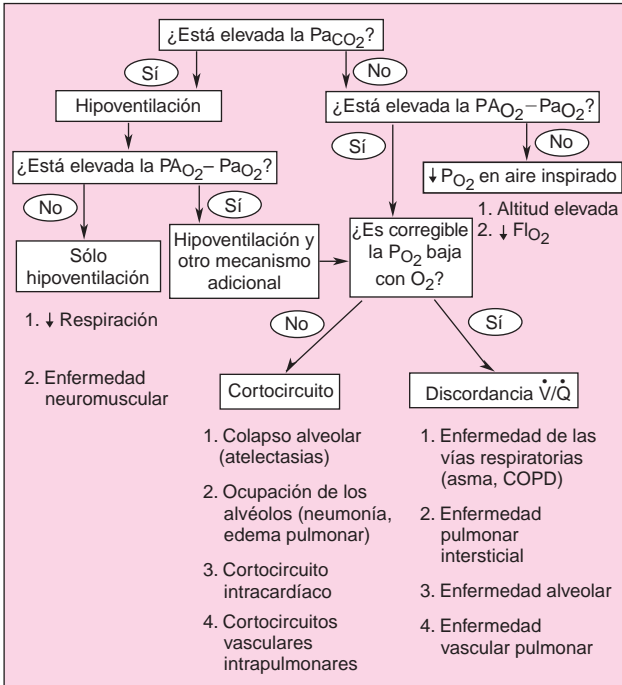 ¿Está elevada la PaCO2?
Sí
No
Hipoventilación
¿Está elevada la PAO2−PaO2?
¿Está elevada la PAO2– PaO2?
Sí
No
↓ PO2 en aire inspirado
1. Altitud elevada
2. ↓ FIO2
No
Sí
Sólo
hipoventilación
Hipoventilación y
otro mecanismo
adicional
¿Es corregible
la PO2 baja
con O2?
1. ↓ Respiración
2. Enfermedad
neuromuscular
No
Sí
Cortocircuito
Discordancia V̇/Q̇
1. Colapso alveolar
(atelectasias)
2. Ocupación de los
alvéolos (neumonía,
edema pulmonar)
3. Cortocircuito
intracardíaco
4. Cortocircuitos
vasculares
intrapulmonares
1. Enfermedad de las
vías respiratorias
(asma, COPD)
2. Enfermedad
pulmonar
intersticial
3. Enfermedad alveolar
4. Enfermedad
vascular pulmonar